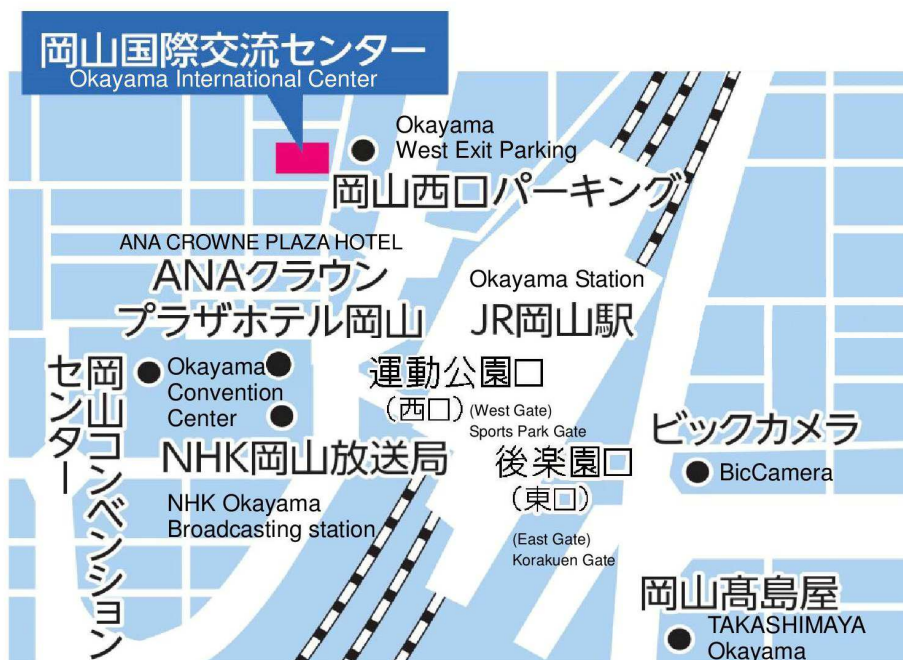 岡山国際交流センター
Okayama International Center
Okayama
West Exit Parking
岡山西口パーキング
ANA CROWNE PLAZA HOTEL
ANAクラウン
プラザホテル岡山
Okayama Station
JR岡山駅
岡山コンベンション
センター
Okayama
Convention
Center
運動公園口
(西口)
(West Gate)
Sports Park Gate
NHK岡山放送局
NHK Okayama
Broadcasting station
後楽園口
(東口)
(East Gate)
Korakuen Gate
ビックカメラ
BicCamera
岡山髙島屋
TAKASHIMAYA
Okayama